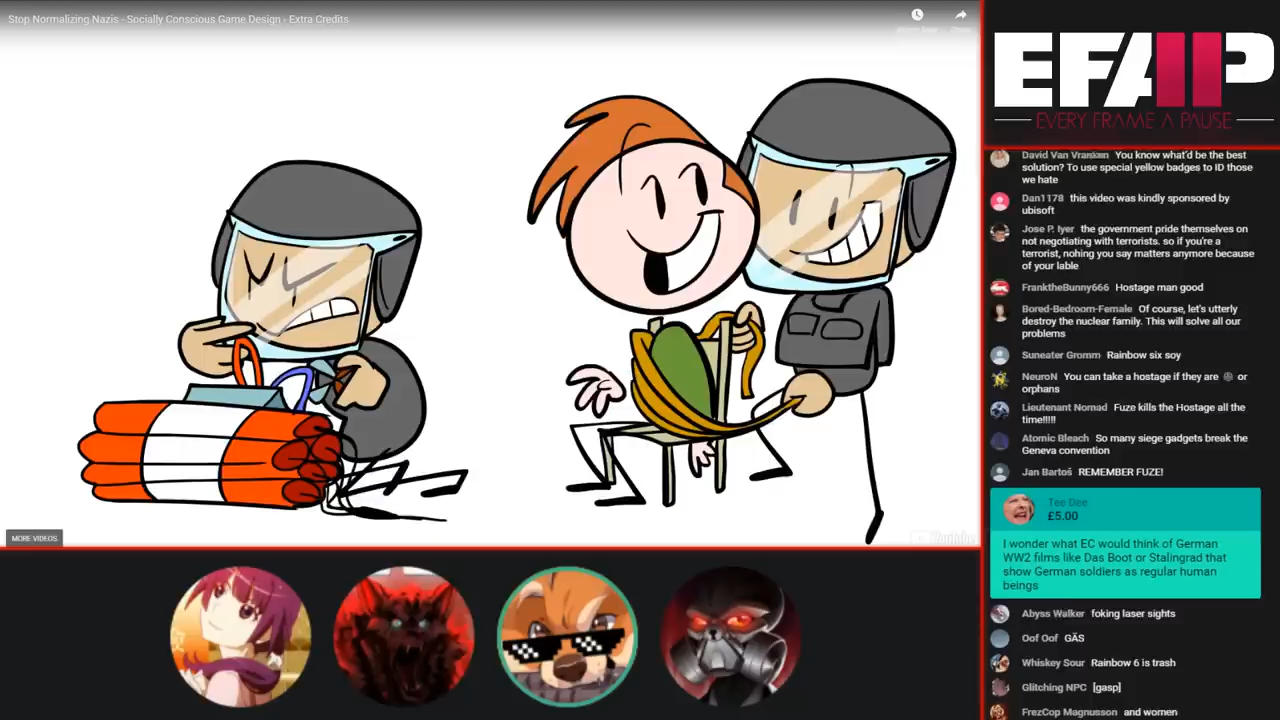 Stop Normalizing Nazis - Socially Conscious Game Design - Extra Credits
EFAP
EVERY FRAME A PAUSE
David Van Vranken You know what'd be the best
solution? To use special yellow badges to ID those
we hate
Dan1178 this video was kindly sponsored by
ubisoft
Jose P. Iyer the government pride themselves on
not negotiating with terrorists. so if you're a
terrorist, nohing you say matters anymore because
of your lable
FranktheBunny666 Hostage man good
Bored-Bedroom-Female Of course, let's utterly
destroy the nuclear family. This will solve all our
problems
Suneater Gromm Rainbow six soy
NeuroN You can take a hostage if they are or
orphans
Lieutenant Nomad Fuze kills the Hostage all the
time!!!!!
Atomic Bleach So many siege gadgets break the
Geneva convention
Jan Bartoš REMEMBER FUZE!
Tee Dee
£5.00
I wonder what EC would think of German
WW2 films like Das Boot or Stalingrad that
show German soldiers as regular human
beings
Abyss Walker foking laser sights
Oof Oof GÄS
Whiskey Sour Rainbow 6 is trash
Glitching NPC [gasp]
FrezCop Magnusson and women
MORE VIDEOS
YouTube